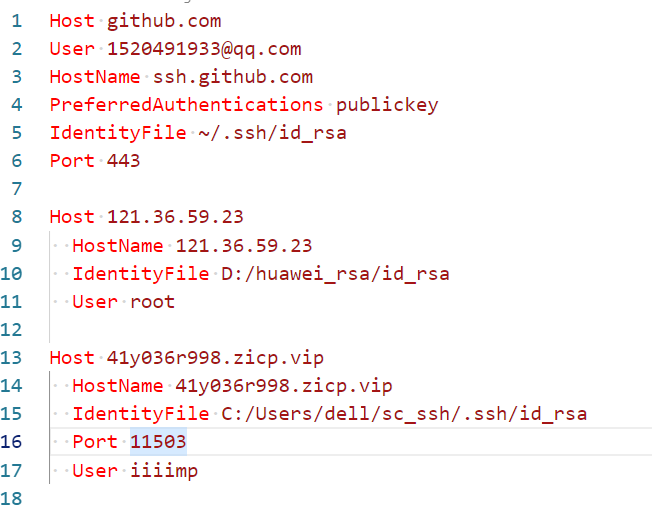 1 Host github.com
2 User 1520491933@qq.com
3 HostName ssh.github.com
4 PreferredAuthentications publickey
5 IdentityFile ~/.ssh/id_rsa
6 Port 443
7
8 Host 121.36.59.23
9 HostName 121.36.59.23
10 IdentityFile D:/huawei_rsa/id_rsa
11 User root
12
13 Host 41y036r998.zicp.vip
14 HostName 41y036r998.zicp.vip
15 IdentityFile C:/Users/dell/sc_ssh/.ssh/id_rsa
16 Port 11503
17 User iiiimp
18